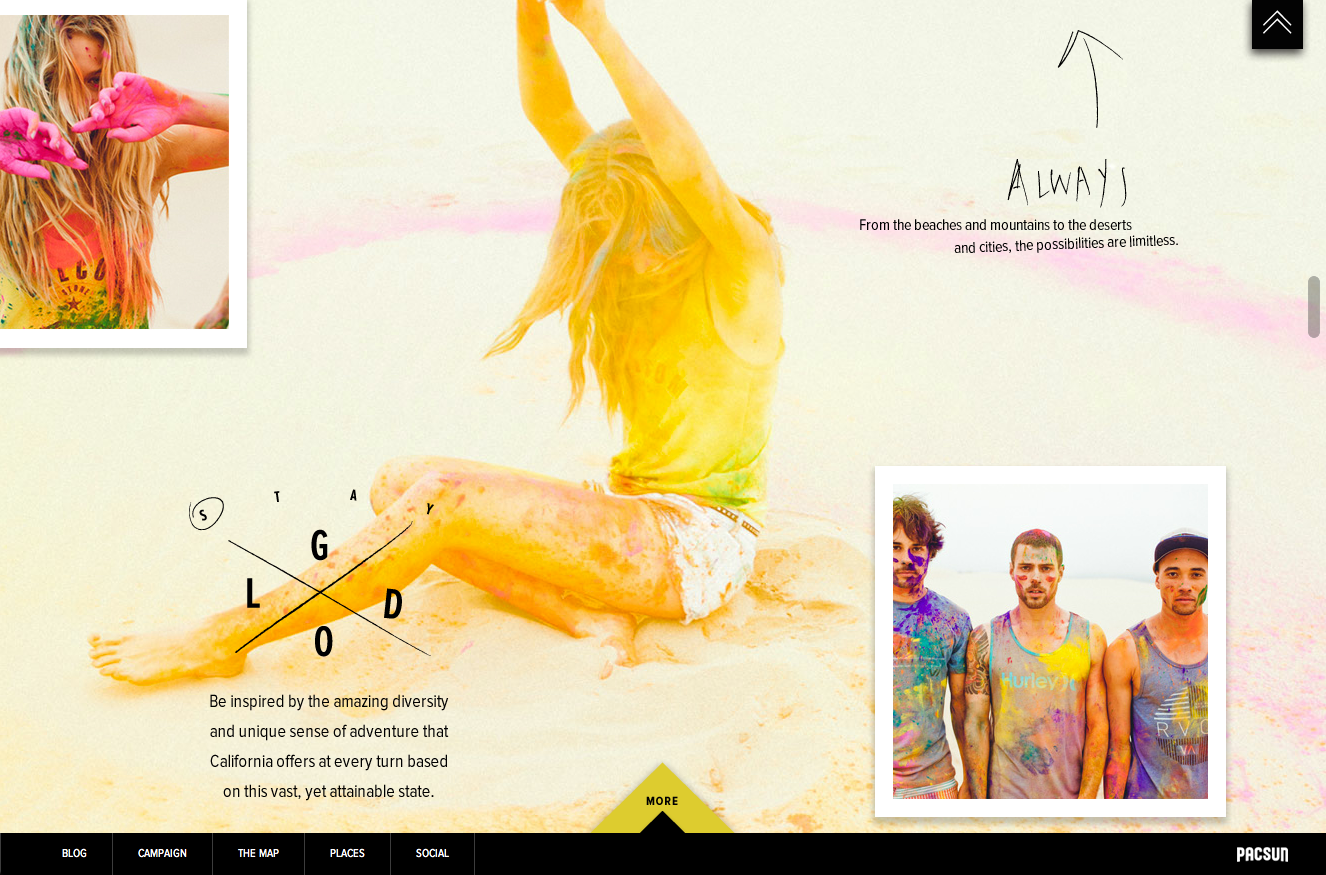 ALWAYS
From the beaches and mountains to the deserts
and cities, the possibilities are limitless.
S T A Y
G
L D
O
Be inspired by the amazing diversity
and unique sense of adventure that
California offers at every turn based
on this vast, yet attainable state.
Hurley
RVC
MORE
BLOG CAMPAIGN THE MAP PLACES SOCIAL PACSUN